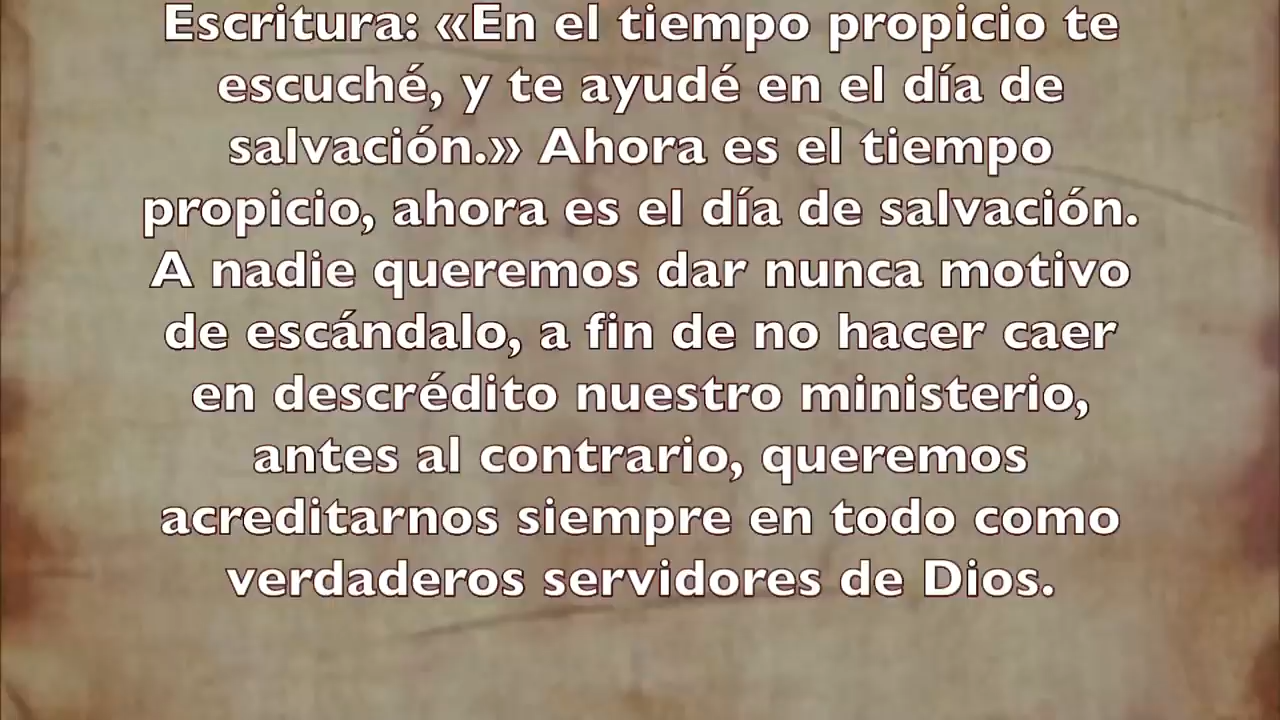 Escritura: «En el tiempo propicio te
escuché, y te ayudé en el día de
salvación.» Ahora es el tiempo
propicio, ahora es el día de salvación.
A nadie queremos dar nunca motivo
de escándalo, a fin de no hacer caer
en descrédito nuestro ministerio,
antes al contrario, queremos
acreditarnos siempre en todo como
verdaderos servidores de Dios.